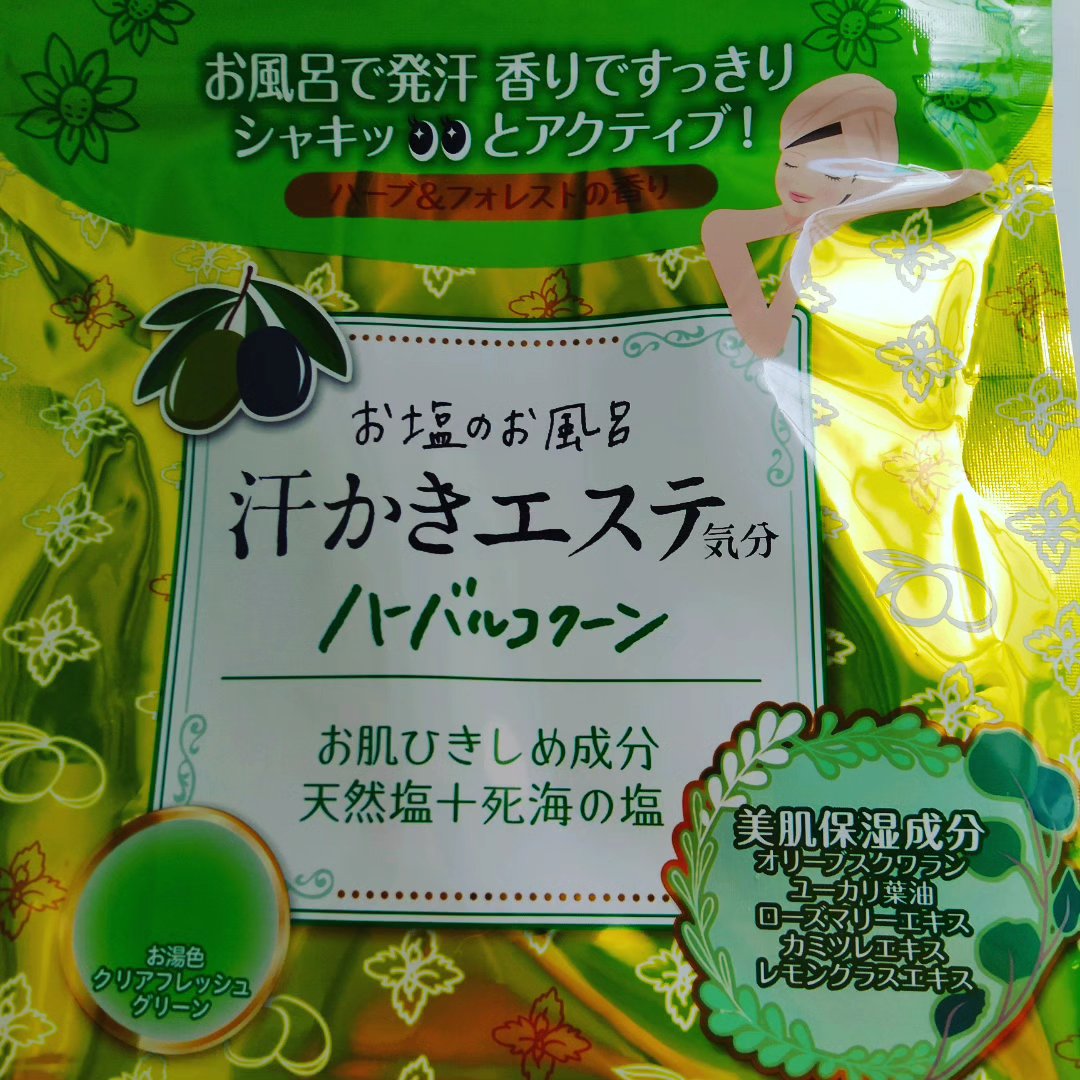 お風呂で発汗 香りですっきり
シャキッ👀とアクティブ!
ハーブ&フォレストの香り
お塩のお風呂
汗かきエステ気分
ハーバルコクーン
お肌ひきしめ成分
天然塩+死海の塩
美肌保湿成分
オリーブスクワラン
ユーカリ葉油
ローズマリーエキス
カミツレエキス
レモングラスエキス
お湯色
クリアフレッシュ
グリーン